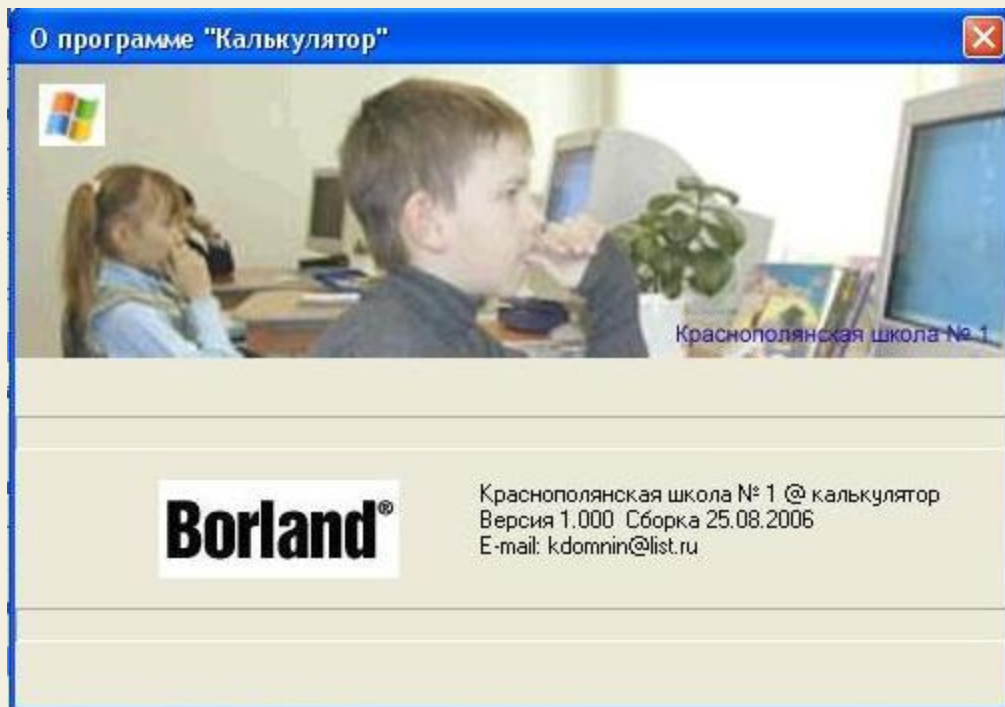 О программе "Калькулятор"
Краснополянская школа № 1
Borland®
Краснополянская школа № 1 @ калькулятор
Версия 1.000 Сборка 25.08.2006
E-mail: kdomnin@list.ru